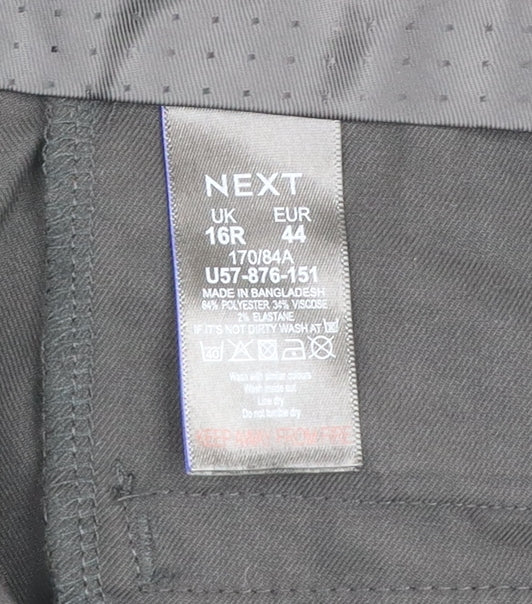 NEXT
UK EUR
16R 44
170/84A
U57-876-151
MADE IN BANGLADESH
64% POLYESTER 34% VISCOSE
2% ELASTANE
IF IT'S NOT DIRTY WASH AT
40
Wash with similar colours
Wash inside out
Line dry
Do not tumble dry
KEEP AWAY FROM FIRE